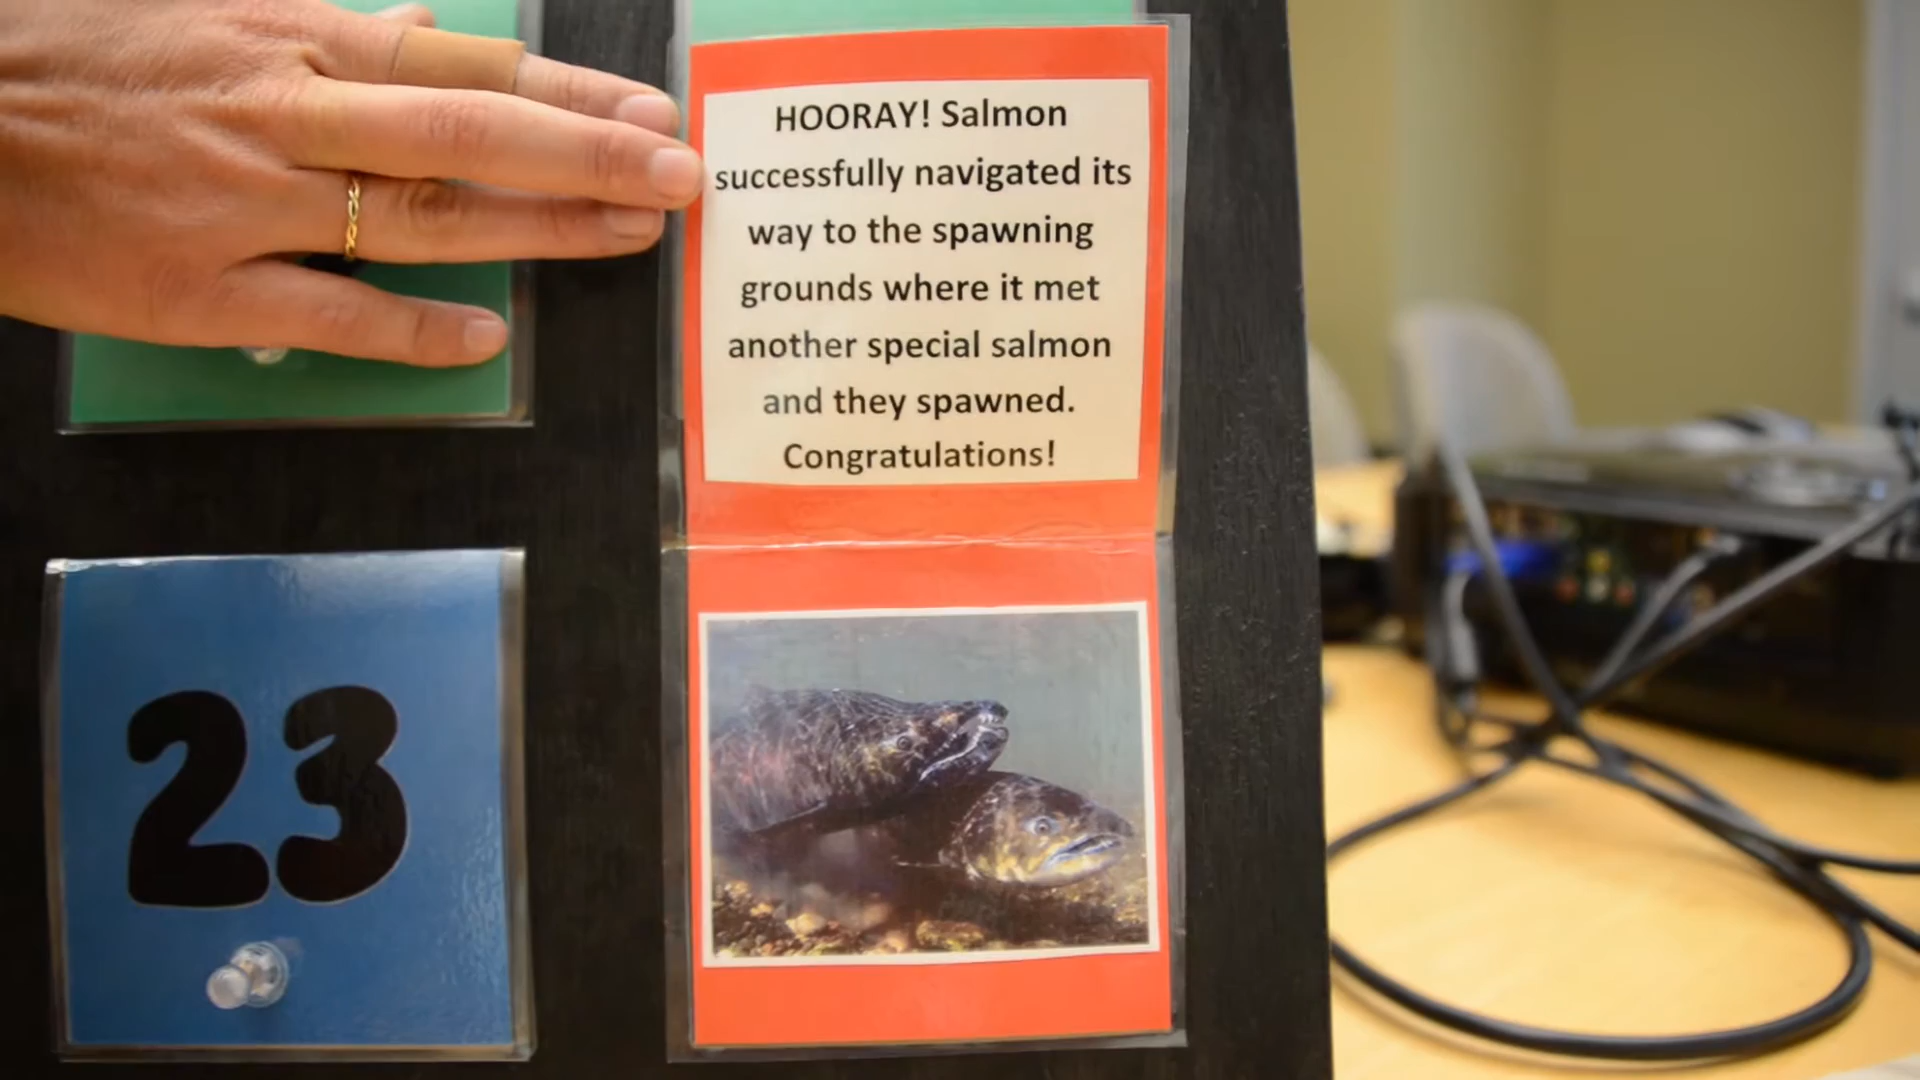 HOORAY! Salmon
successfully navigated its
way to the spawning
grounds where it met
another special salmon
and they spawned.
Congratulations!
23